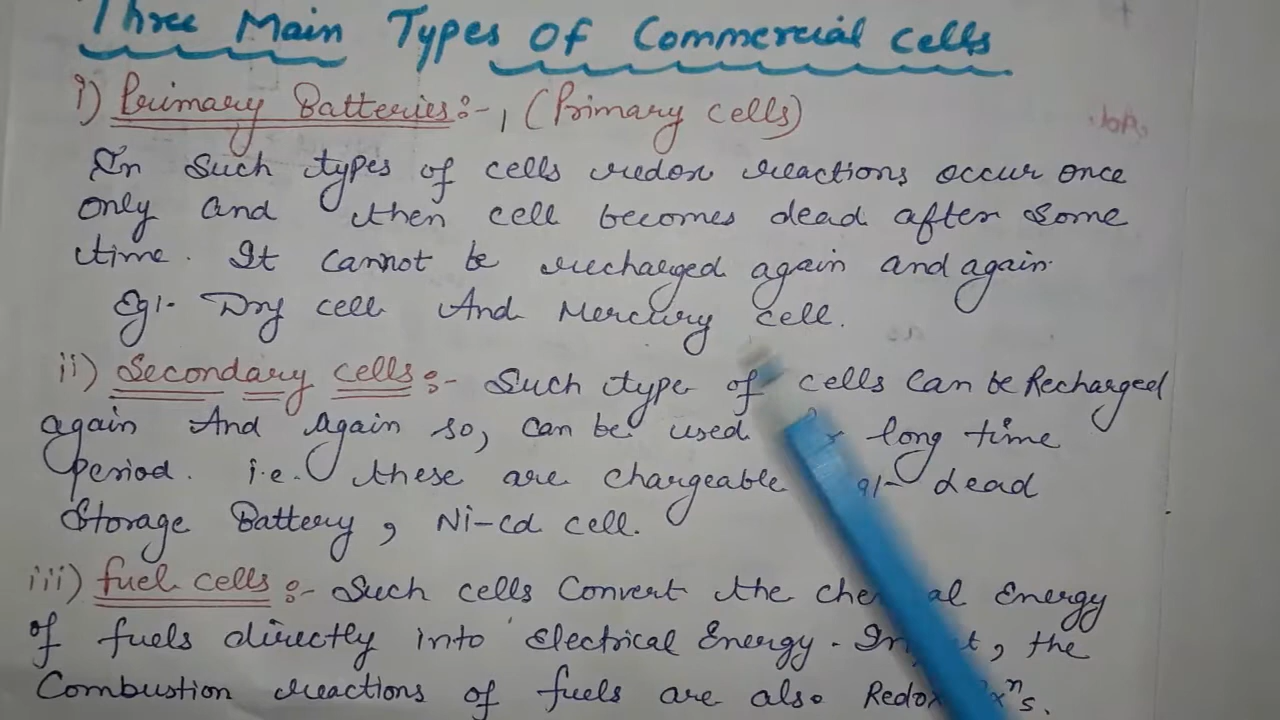 Three Main Types Of Commercial Cells
i) Primary Batteries:-, (Primary cells)
In Such types of cells redox reactions occur once
only and then cell becomes dead after some
time. It cannot be recharged again and again.
Eg:- Dry cell And Mercury cell.
ii) Secondary cells:- Such type of cells can be Recharged
again And Again so, can be used long time
Period. i.e. these are chargeable dead
Storage Battery, Ni-cd cell.
iii) fuel cells:- Such cells Convert the Energy
of fuels directly into Electrical Energy. the
Combustion reactions of fuels are also Redox